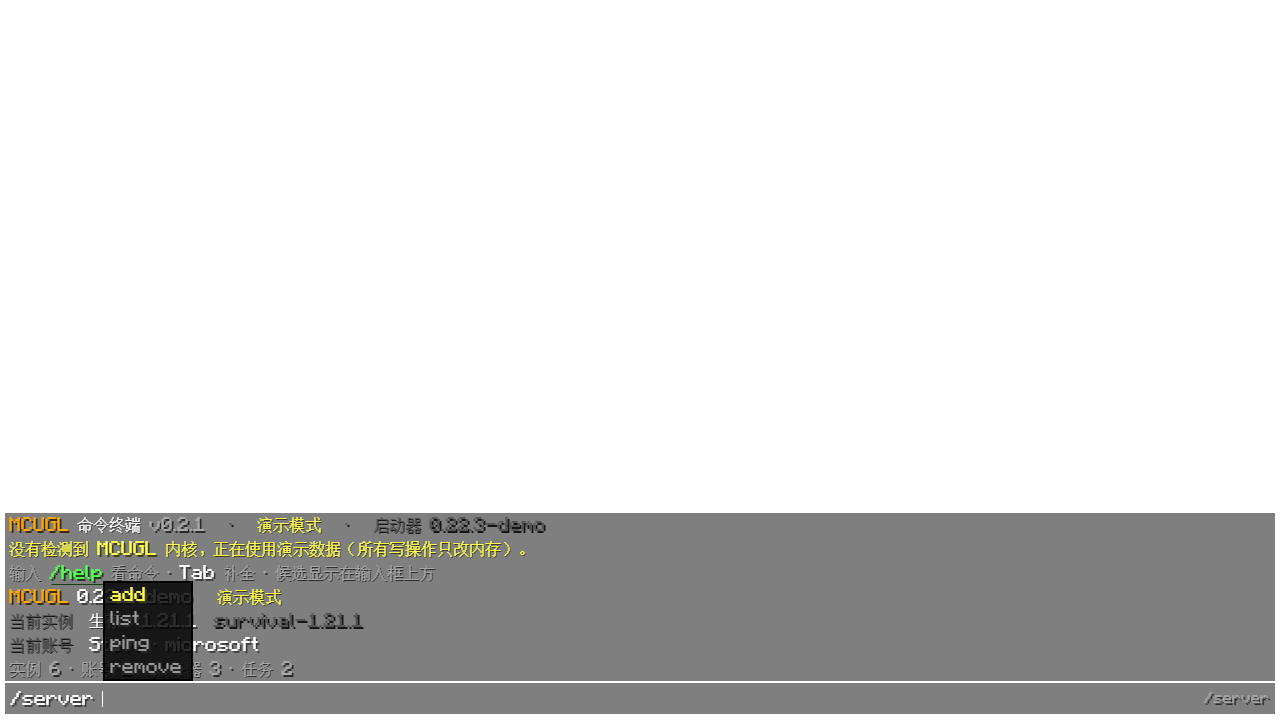 MCUGL 命令终端 v0.2.1 · 演示模式 · 启动器 0.22.3-demo
没有检测到 MCUGL 内核，正在使用演示数据（所有写操作只改内存）。
输入 /help 看命令 · Tab 补全 · 候选显示在输入框上方
MCUGL 0.2 demo 演示模式
add
当前实例 生 1.21.1 survival-1.21.1
list
当前账号 St microsoft
ping
实例 6 · 账 器 3 · 任务 2
remove
/server
/server